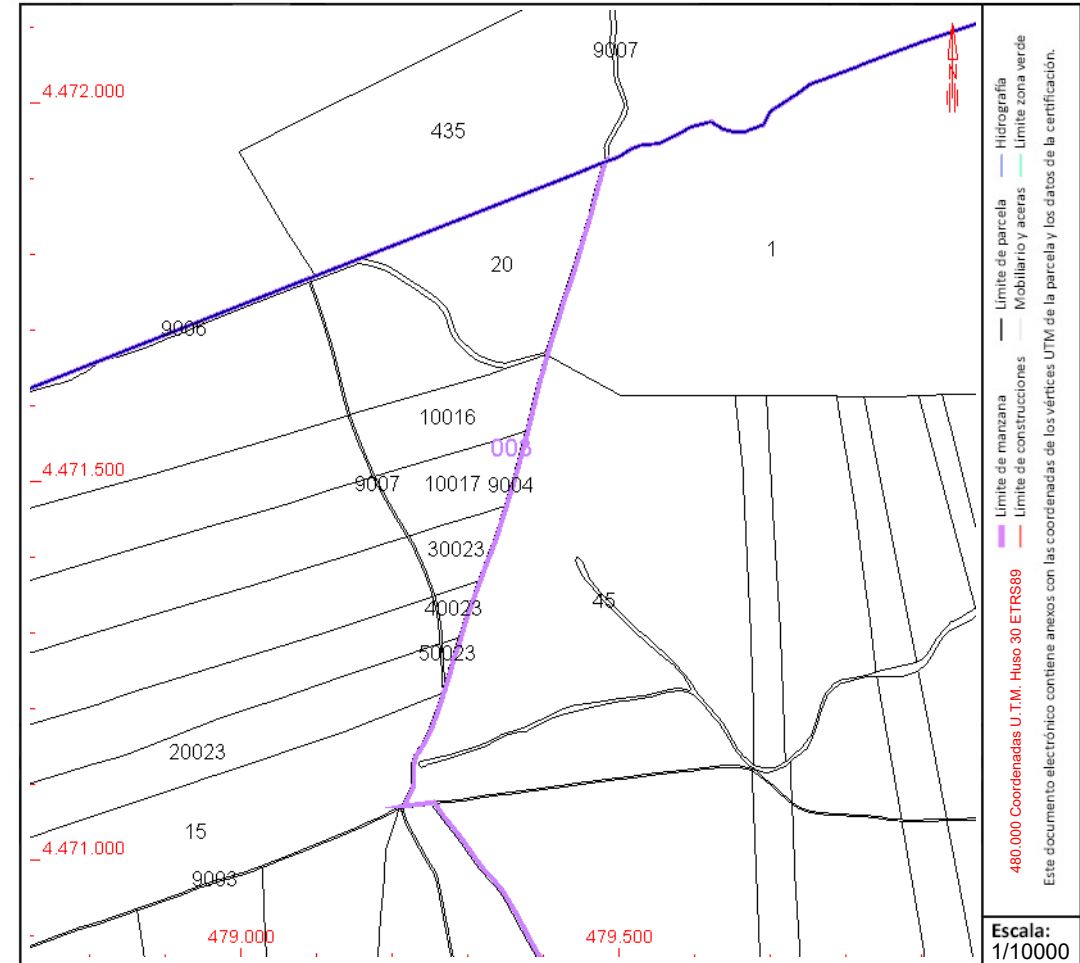 9007
4.472.000
435
20
1
9006
10016
4.471.500
9007
10017
9004
30023
45
40023
50023
20023
15
4.471.000
9003
479.000
479.500
N
Límite de manzana
Límite de parcela
Hidrografía
480.000 Coordenadas U.T.M. Huso 30 ETRS89
Límite de construcciones
Mobiliario y aceras
Límite zona verde
Este documento electrónico contiene anexos con las coordenadas de los vértices UTM de la parcela y los datos de la certificación.
Escala:
1/10000